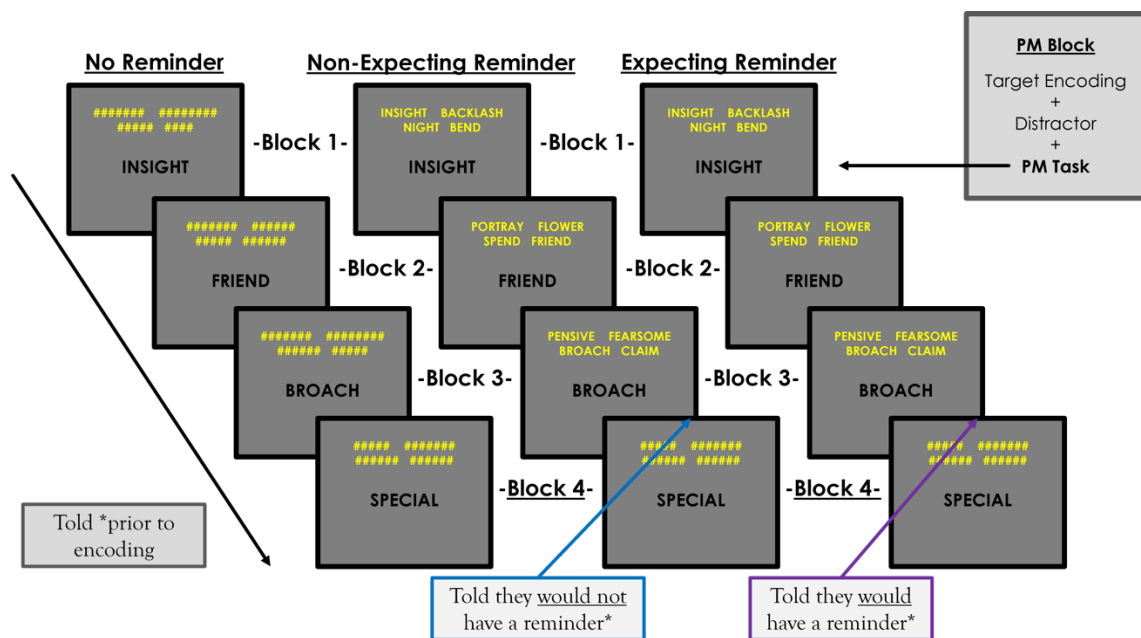 No Reminder
Non-Expecting Reminder
Expecting Reminder
PM Block
Target Encoding
+
Distractor
+
PM Task
####### ########
##### ####
INSIGHT
-Block 1-
INSIGHT BACKLASH
NIGHT BEND
INSIGHT
-Block 1-
INSIGHT BACKLASH
NIGHT BEND
INSIGHT
####### ######
##### ######
FRIEND
-Block 2-
PORTRAY FLOWER
SPEND FRIEND
FRIEND
-Block 2-
PORTRAY FLOWER
SPEND FRIEND
FRIEND
####### ########
###### #####
BROACH
-Block 3-
PENSIVE FEARSOME
BROACH CLAIM
BROACH
-Block 3-
PENSIVE FEARSOME
BROACH CLAIM
BROACH
##### #######
###### ######
SPECIAL
-Block 4-
##### #######
###### ######
SPECIAL
-Block 4-
##### #######
###### ######
SPECIAL
Told *prior to
encoding
Told they would not
have a reminder*
Told they would
have a reminder*